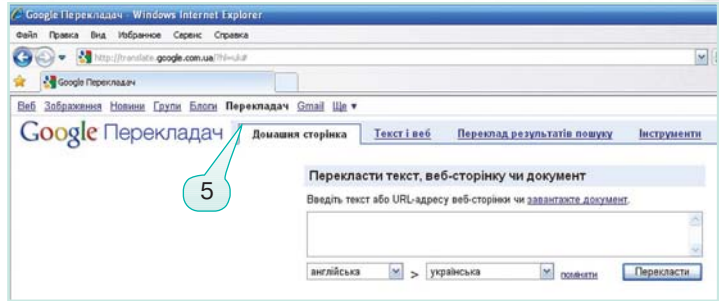 Google Перекладач - Windows Internet Explorer
Файл Правка Вид Избранное Сервис Справка
http://translate.google.com.ua/?hl=uk#
Google Перекладач
Веб Зображення Новини Групи Блоги Перекладач Gmail Ще ▼
Google Перекладач Домашня сторінка Текст і веб Переклад результатів пошуку Інструменти
5
Перекласти текст, веб-сторінку чи документ
Введіть текст або URL-адресу веб-сторінки чи завантажте документ.
англійська > українська поміняти Перекласти